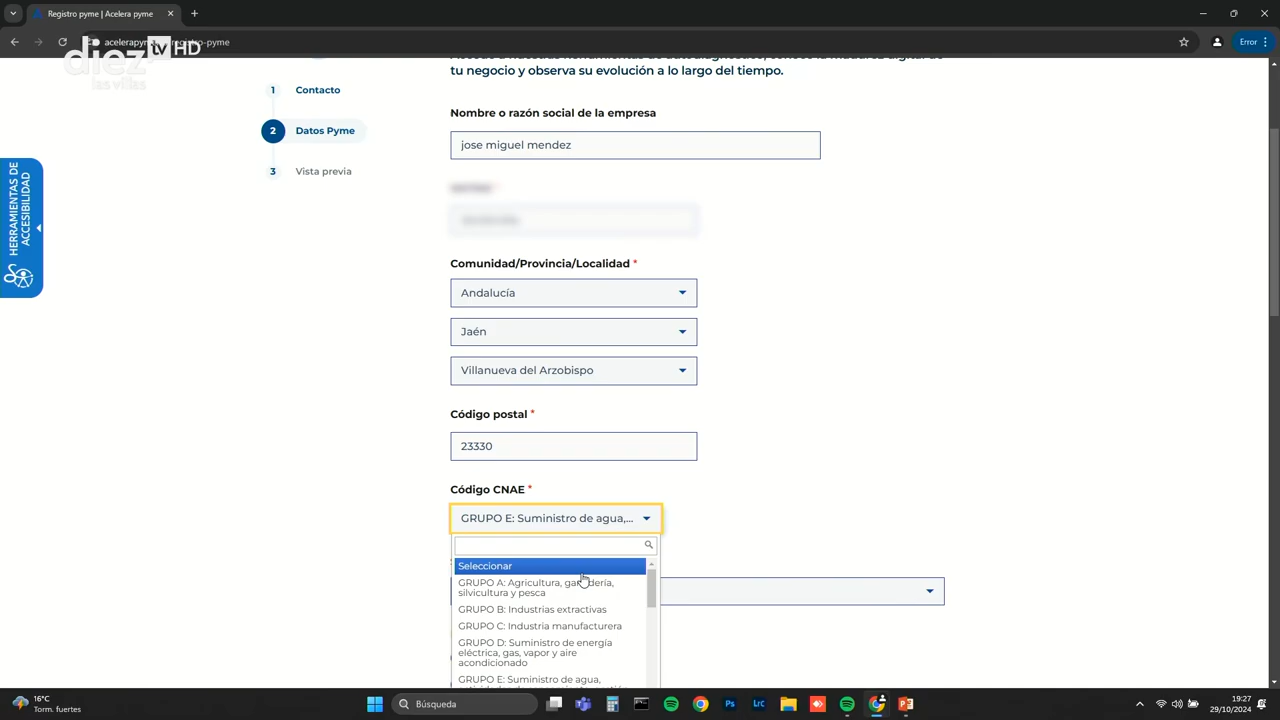 Registro pyme | Acelera pyme
registro-pyme
Error
diez tv HD
las villas
tu negocio y observa su evolución a lo largo del tiempo.
1 Contacto
2 Datos Pyme
3 Vista previa
HERRAMIENTAS DE
ACCESIBILIDAD
Nombre o razón social de la empresa
jose miguel mendez
Comunidad/Provincia/Localidad *
Andalucía
Jaén
Villanueva del Arzobispo
Código postal *
23330
Código CNAE *
GRUPO E: Suministro de agua,...
Seleccionar
GRUPO A: Agricultura, ganadería,
silvicultura y pesca
GRUPO B: Industrias extractivas
GRUPO C: Industria manufacturera
GRUPO D: Suministro de energía
eléctrica, gas, vapor y aire
acondicionado
GRUPO E: Suministro de agua,
16°C
Torm. fuertes
Búsqueda
19:27
29/10/2024